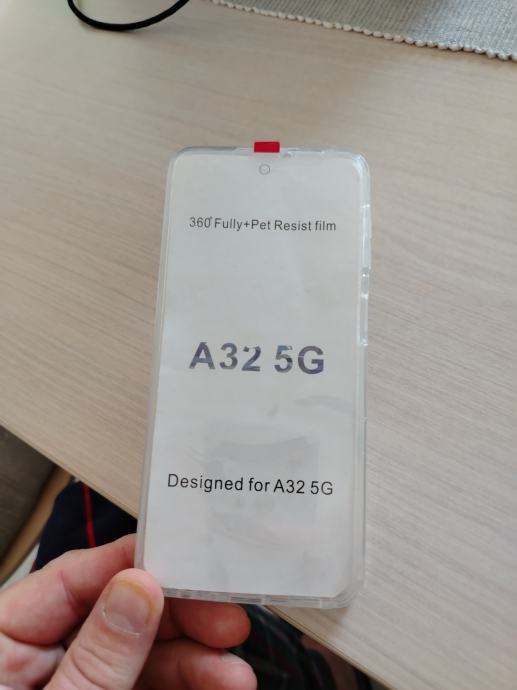 360°Fully+Pet Resist film
A32 5G
Designed for A32 5G